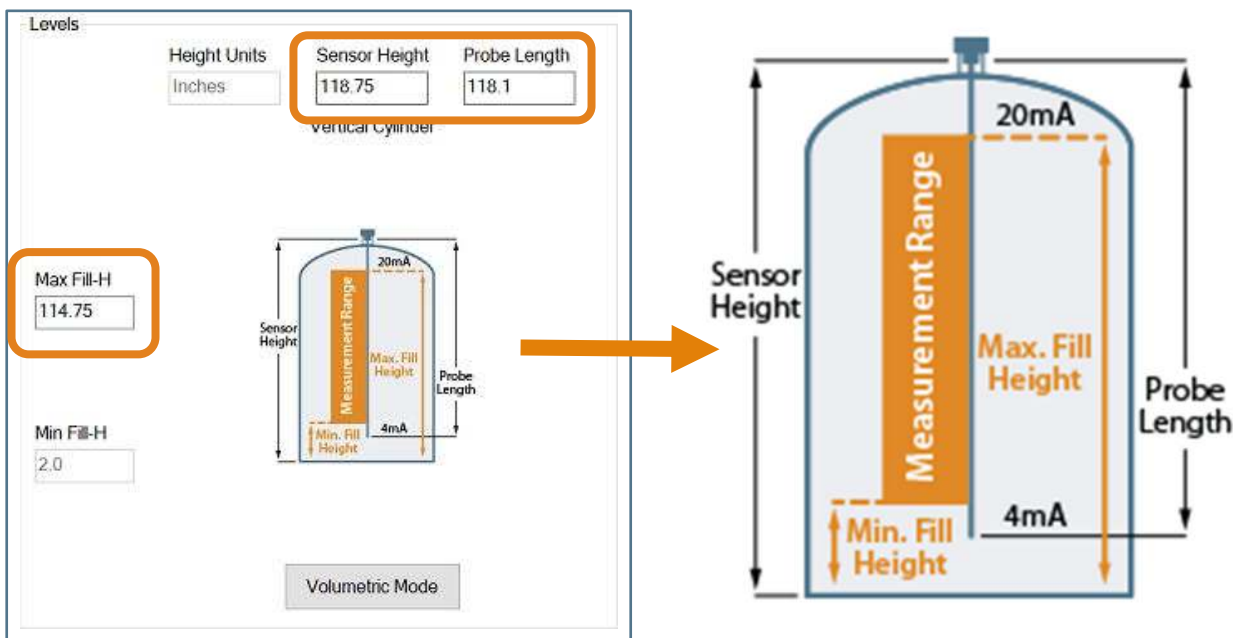 Levels
Height Units
Sensor Height
Probe Length
Inches
118.75
118.1
Vertical Cylinder
Max Fill-H
114.75
Min Fill-H
2.0
20mA
Sensor
Height
Measurement Range
Max. Fill
Height
Probe
Length
Min. Fill
Height
4mA
Volumetric Mode
20mA
Sensor
Height
Measurement Range
Max. Fill
Height
Probe
Length
4mA
Min. Fill
Height